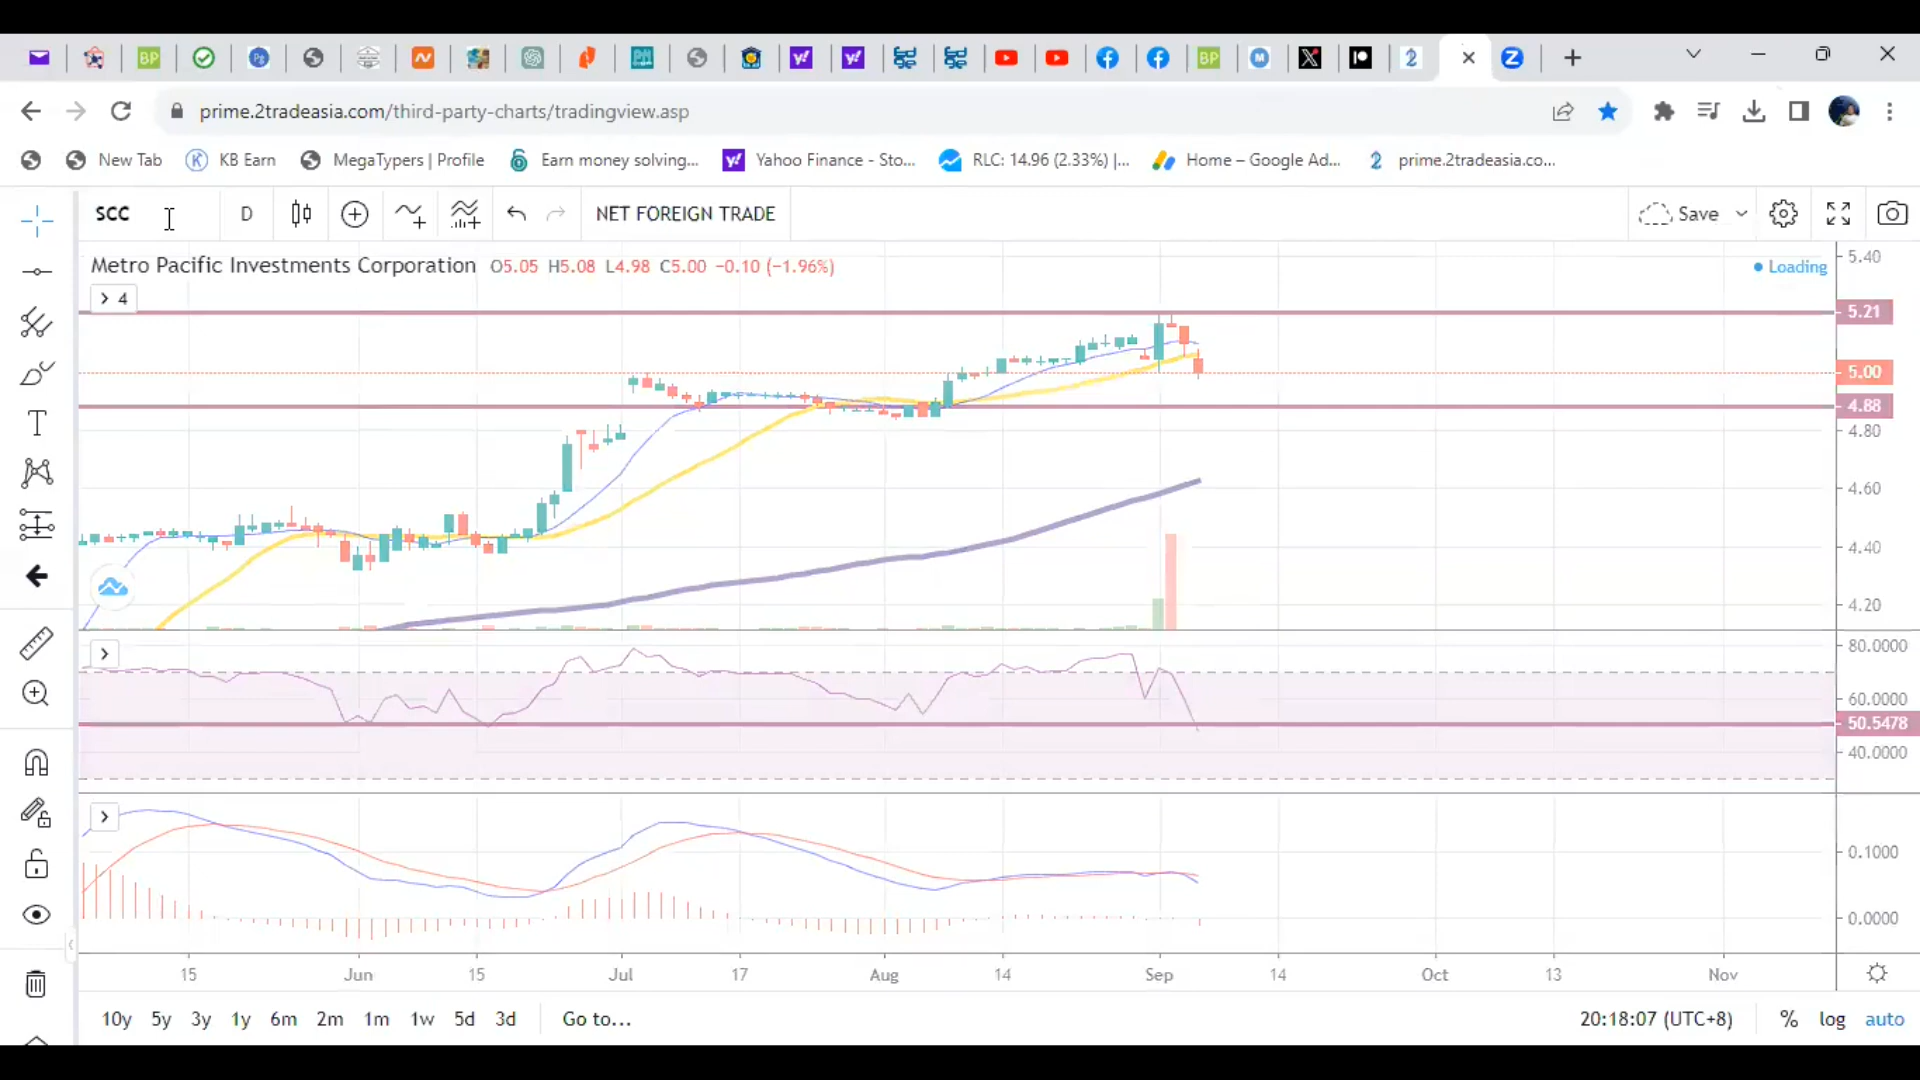 BP
BP
M
2
prime.2tradeasia.com/third-party-charts/tradingview.asp
New Tab
KB Earn
MegaTypers | Profile
Earn money solving...
Yahoo Finance - Sto...
RLC: 14.96 (2.33%) |...
Home – Google Ad...
2 prime.2tradeasia.co...
SCC
D
NET FOREIGN TRADE
Save
Metro Pacific Investments Corporation O5.05 H5.08 L4.98 C5.00 −0.10 (−1.96%)
Loading
4
5.40
5.21
5.00
4.88
4.80
4.60
4.40
4.20
80.0000
60.0000
50.5478
40.0000
0.1000
0.0000
15 Jun 15 Jul 17 Aug 14 Sep 14 Oct 13 Nov
10y 5y 3y 1y 6m 2m 1m 1w 5d 3d Go to... 20:18:07 (UTC+8) % log auto